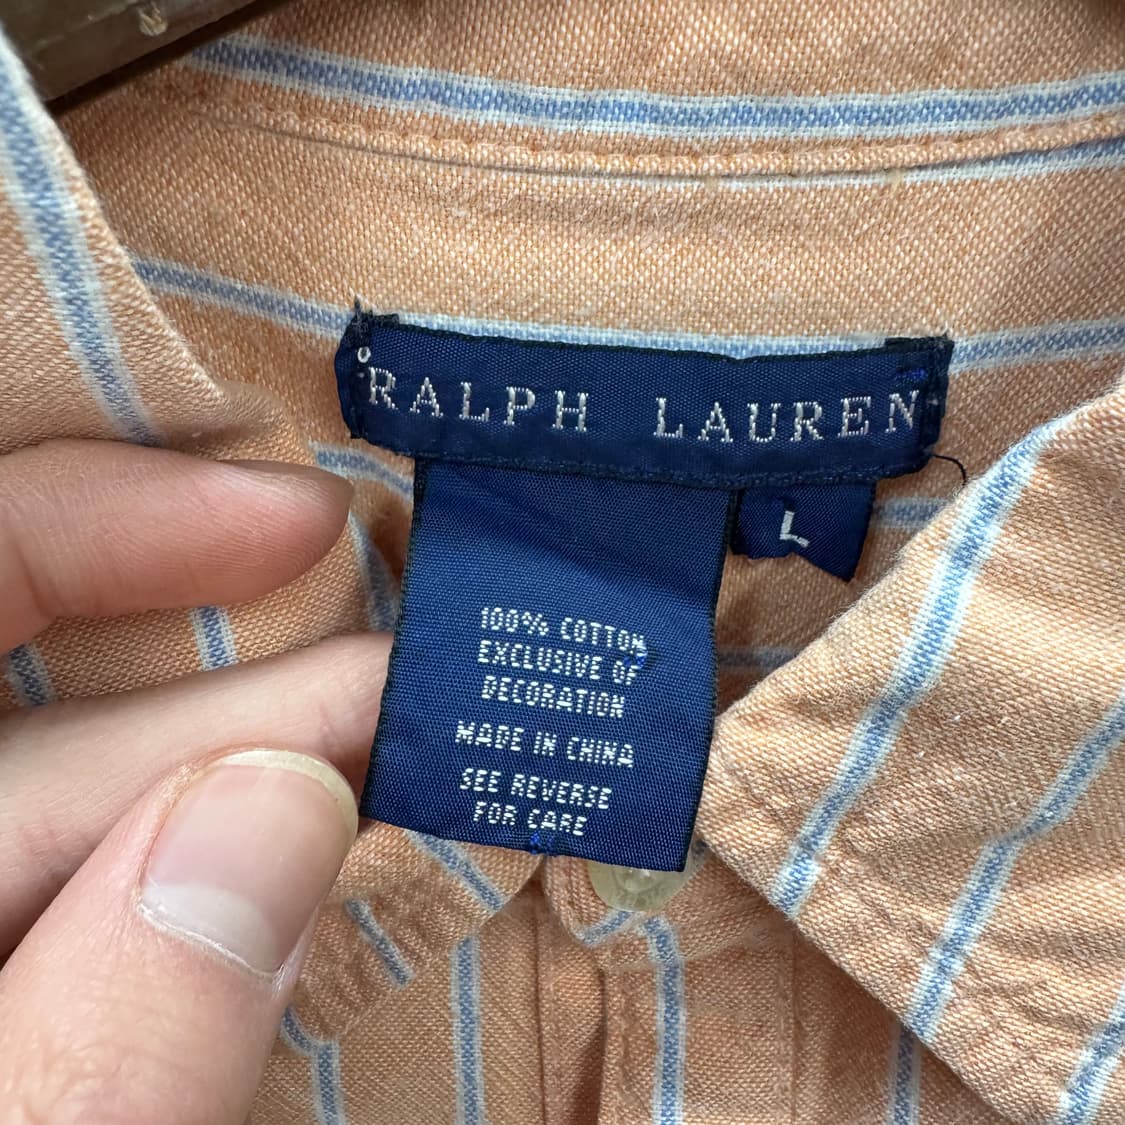 RALPH LAUREN
L
100% COTTON
EXCLUSIVE OF
DECORATION
MADE IN CHINA
SEE REVERSE
FOR CARE